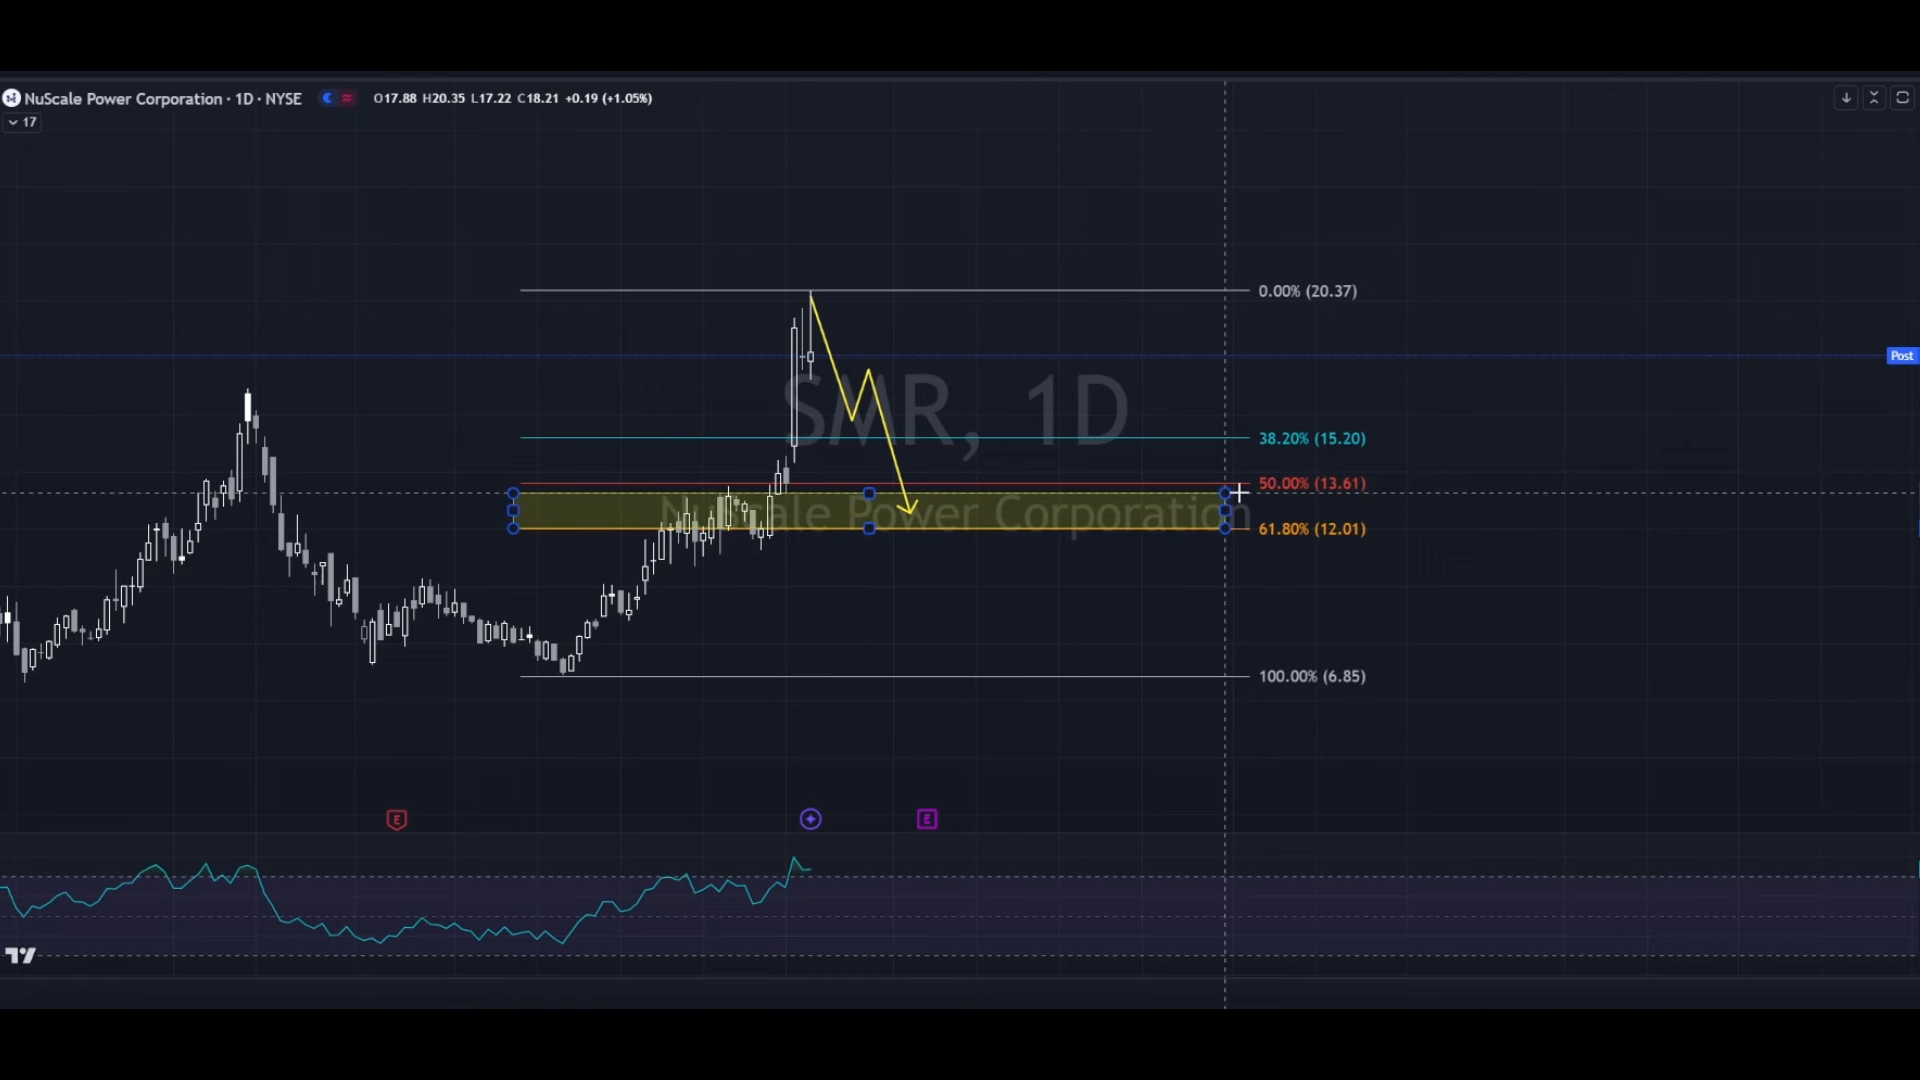 NuScale Power Corporation · 1D · NYSE O17.88 H20.35 L17.22 C18.21 +0.19 (+1.05%)
17
0.00% (20.37)
Post
SMR, 1D
38.20% (15.20)
50.00% (13.61)
NuScale Power Corporation
61.80% (12.01)
100.00% (6.85)
E
E